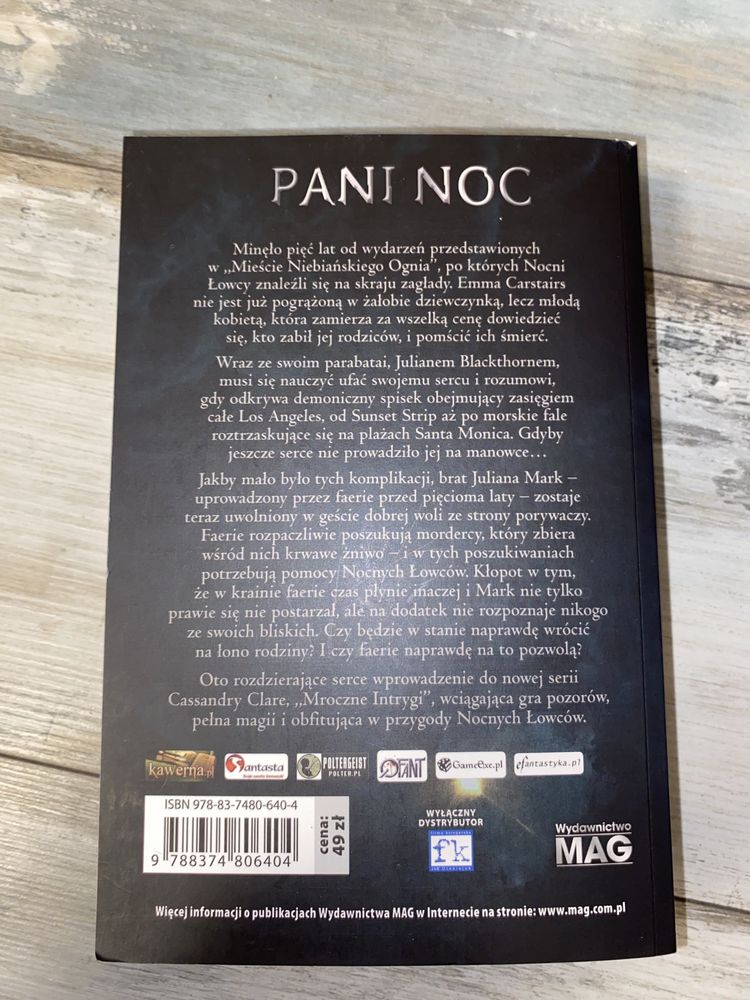 PANI NOC
Minęło pięć lat od wydarzeń przedstawionych
w „Mieście Niebiańskiego Ognia”, po których Nocni
Łowcy znaleźli się na skraju zagłady. Emma Carstairs
nie jest już pogrążoną w żałobie dziewczynką, lecz młodą
kobietą, która zamierza za wszelką cenę dowiedzieć
się, kto zabił jej rodziców, i pomścić ich śmierć.
Wraz ze swoim parabatai, Julianem Blackthornem,
musi się nauczyć ufać swojemu sercu i rozumowi,
gdy odkrywa demoniczny spisek obejmujący zasięgiem
całe Los Angeles, od Sunset Strip aż po morskie fale
roztrzaskujące się na plażach Santa Monica. Gdyby
jeszcze serce nie prowadziło jej na manowce…
Jakby mało było tych komplikacji, brat Juliana Mark –
uprowadzony przez faerie przed pięcioma laty – zostaje
teraz uwolniony w geście dobrej woli ze strony porywaczy.
Faerie rozpaczliwie poszukują mordercy, który zbiera
wśród nich krwawe żniwo – i w tych poszukiwaniach
potrzebują pomocy Nocnych Łowców. Kłopot w tym,
że w krainie faerie czas płynie inaczej i Mark nie tylko
prawie się nie postarzał, ale na dodatek nie rozpoznaje nikogo
ze swoich bliskich. Czy będzie w stanie naprawdę wrócić
na łono rodziny? I czy faerie naprawdę na to pozwolą?
Oto rozdzierające serce wprowadzenie do nowej serii
Cassandry Clare, „Mroczne Intrygi”, wciągająca gra pozorów,
pełna magii i obfitująca w przygody Nocnych Łowców.
kawerna.pl fantasta POLTERGEIST POLTER.PL QFANT GameExe.pl efantastyka.pl
ISBN 978-83-7480-640-4
9 788374 806404
cena:
49 zł
WYŁĄCZNY
DYSTRYBUTOR
firma księgarska
fk
Wydawnictwo
MAG
Więcej informacji o publikacjach Wydawnictwa MAG w Internecie na stronie: www.mag.com.pl